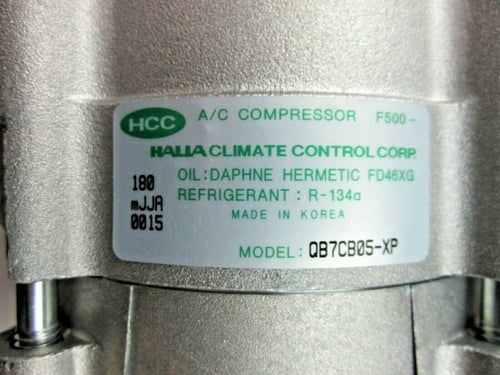 HCC A/C COMPRESSOR F500-
HALLA CLIMATE CONTROL CORP.
OIL: DAPHNE HERMETIC FD46XG
180 REFRIGERANT : R-134a
mJJA
0015 MADE IN KOREA
MODEL: QB7CB05-XP